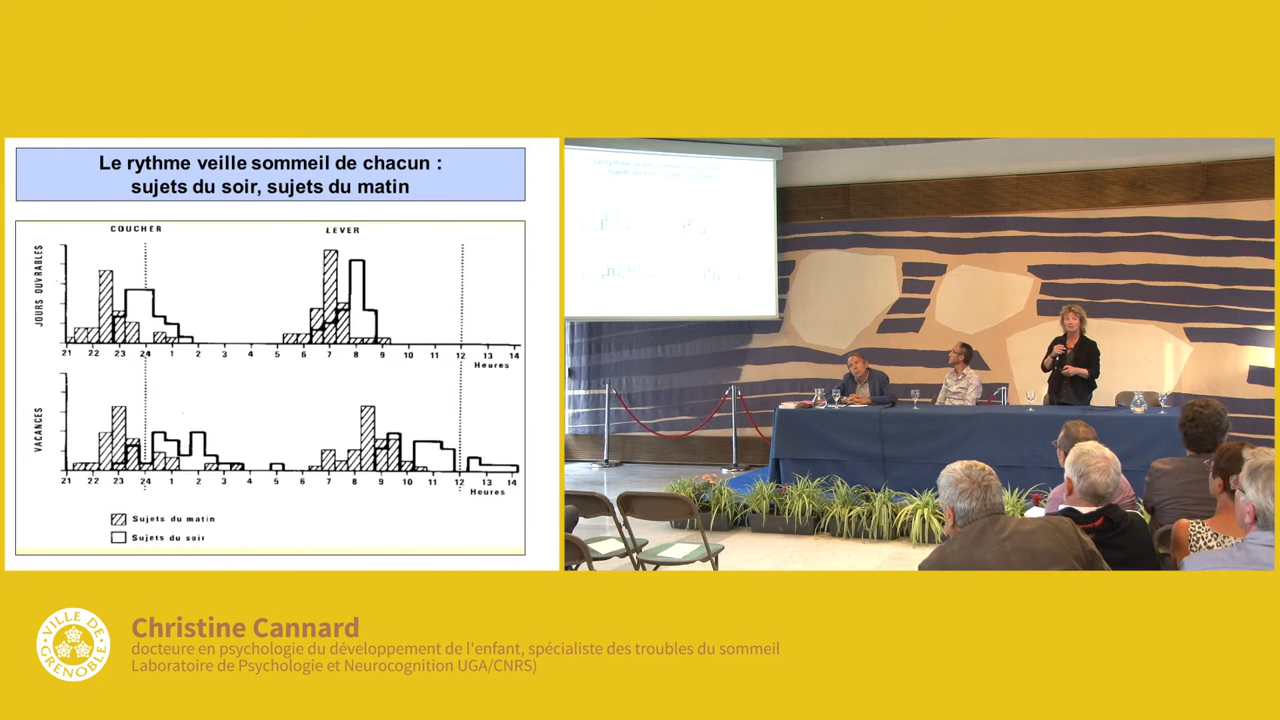 Le rythme veille sommeil de chacun :
sujets du soir, sujets du matin
COUCHER LEVER
JOURS OUVRABLES
21 22 23 24 1 2 3 4 5 6 7 8 9 10 11 12 13 14
Heures
VACANCES
21 22 23 24 1 2 3 4 5 6 7 8 9 10 11 12 13 14
Heures
Sujets du matin
Sujets du soir
sujets du soir,
VILLE DE GRENOBLE
Christine Cannard
docteure en psychologie du développement de l'enfant, spécialiste des troubles du sommeil
Laboratoire de Psychologie et Neurocognition UGA/CNRS)